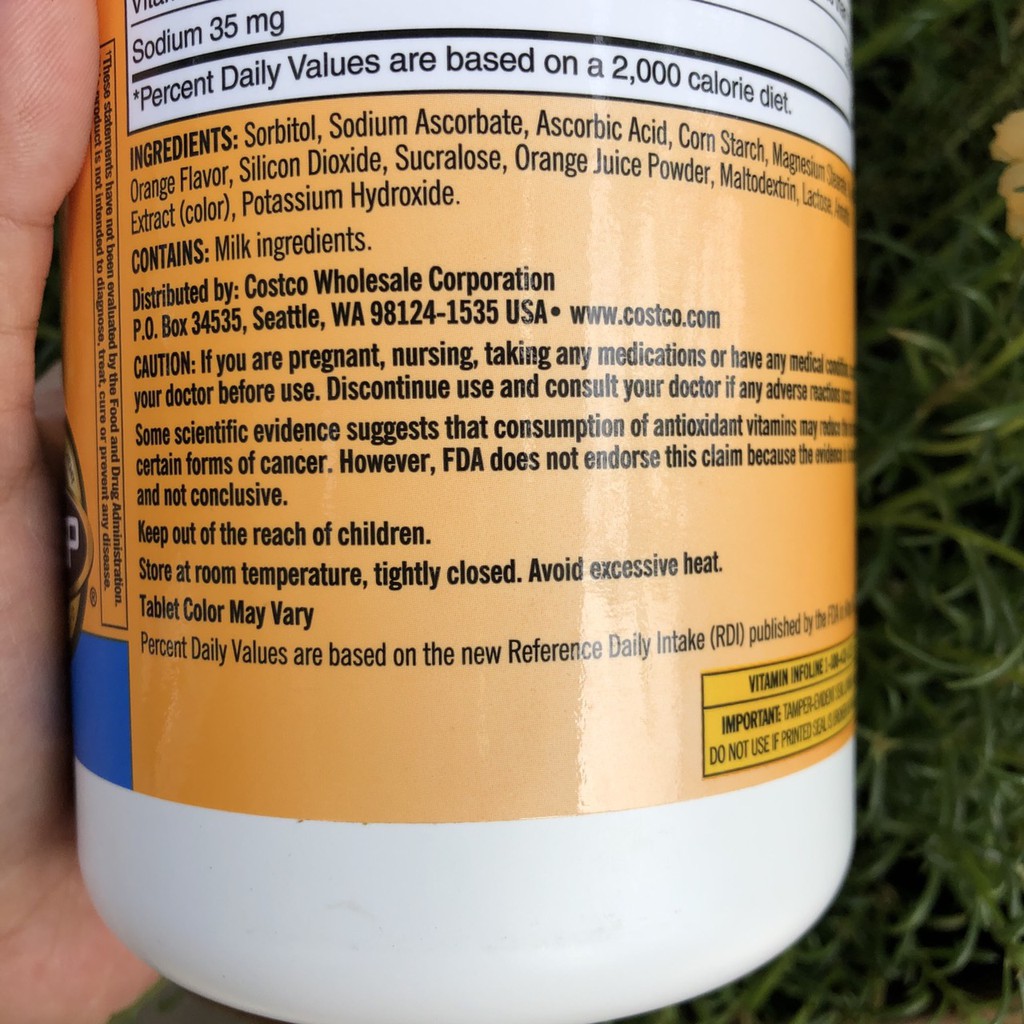 Sodium 35 mg
*Percent Daily Values are based on a 2,000 calorie diet.
INGREDIENTS: Sorbitol, Sodium Ascorbate, Ascorbic Acid, Corn Starch, Magnesium
Orange Flavor, Silicon Dioxide, Sucralose, Orange Juice Powder, Maltodextrin, Lactose,
Extract (color), Potassium Hydroxide.
CONTAINS: Milk ingredients.
Distributed by: Costco Wholesale Corporation
P.O. Box 34535, Seattle, WA 98124-1535 USA• www.costco.com
CAUTION: If you are pregnant, nursing, taking any medications or have any medical
your doctor before use. Discontinue use and consult your doctor if any adverse reactions
Some scientific evidence suggests that consumption of antioxidant vitamins may reduce
certain forms of cancer. However, FDA does not endorse this claim because the evidence is
and not conclusive.
Keep out of the reach of children.
Store at room temperature, tightly closed. Avoid excessive heat.
Tablet Color May Vary
Percent Daily Values are based on the new Reference Daily Intake (RDI) published by the FDA
VITAMIN INFOLINE
IMPORTANT: TAMPER-EVIDENT
DO NOT USE IF PRINTED SEAL IS
*These statements have not been evaluated by the Food and Drug Administration.
product is not intended to diagnose, treat, cure or prevent any disease.
P
®